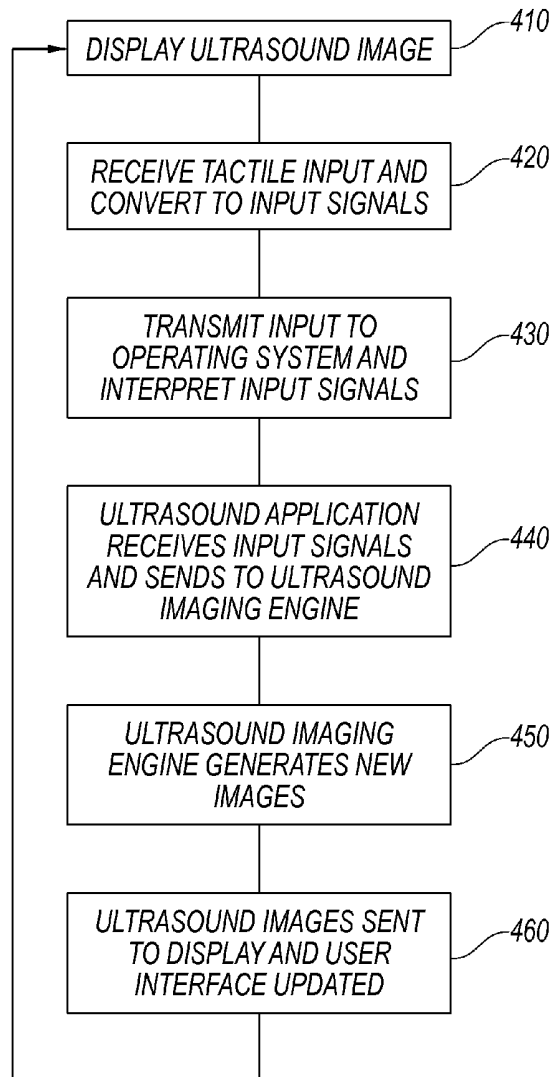 DISPLAY ULTRASOUND IMAGE
410
RECEIVE TACTILE INPUT AND
CONVERT TO INPUT SIGNALS
420
TRANSMIT INPUT TO
OPERATING SYSTEM AND
INTERPRET INPUT SIGNALS
430
ULTRASOUND APPLICATION
RECEIVES INPUT SIGNALS
AND SENDS TO ULTRASOUND
IMAGING ENGINE
440
ULTRASOUND IMAGING
ENGINE GENERATES NEW
IMAGES
450
ULTRASOUND IMAGES SENT
TO DISPLAY AND USER
INTERFACE UPDATED
460